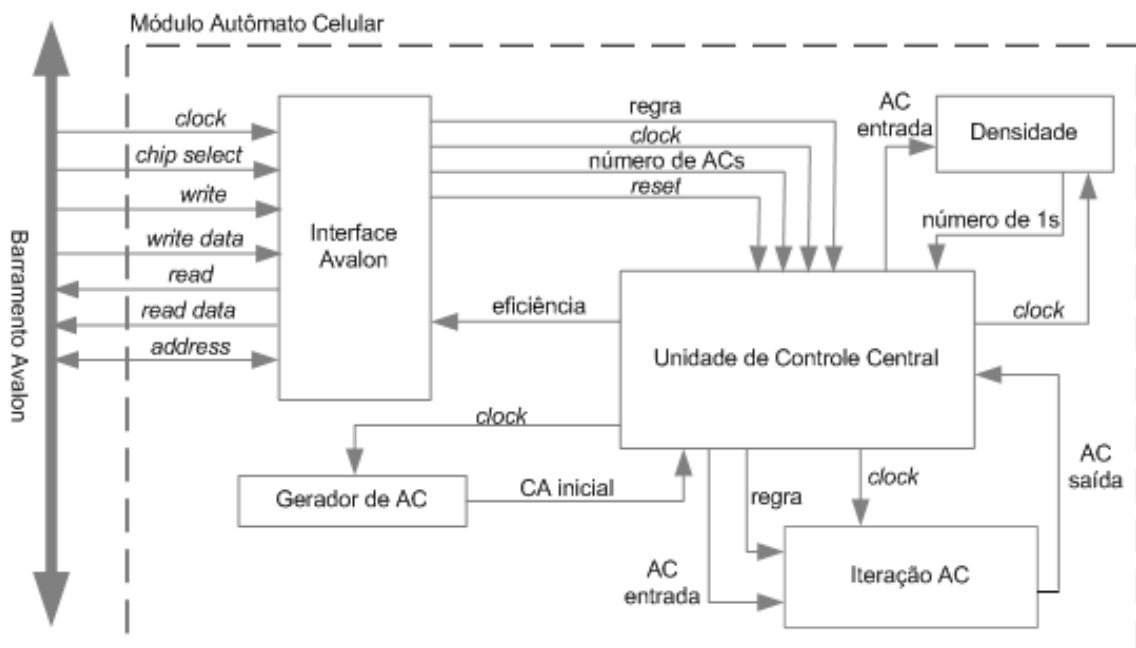 Módulo Autômato Celular
Barramento Avalon
clock
chip select
write
write data
read
read data
address
Interface
Avalon
regra
clock
número de ACs
reset
AC
entrada
Densidade
número de 1s
clock
eficiência
Unidade de Controle Central
clock
Gerador de AC
CA inicial
AC
entrada
regra
clock
Iteração AC
AC
saída